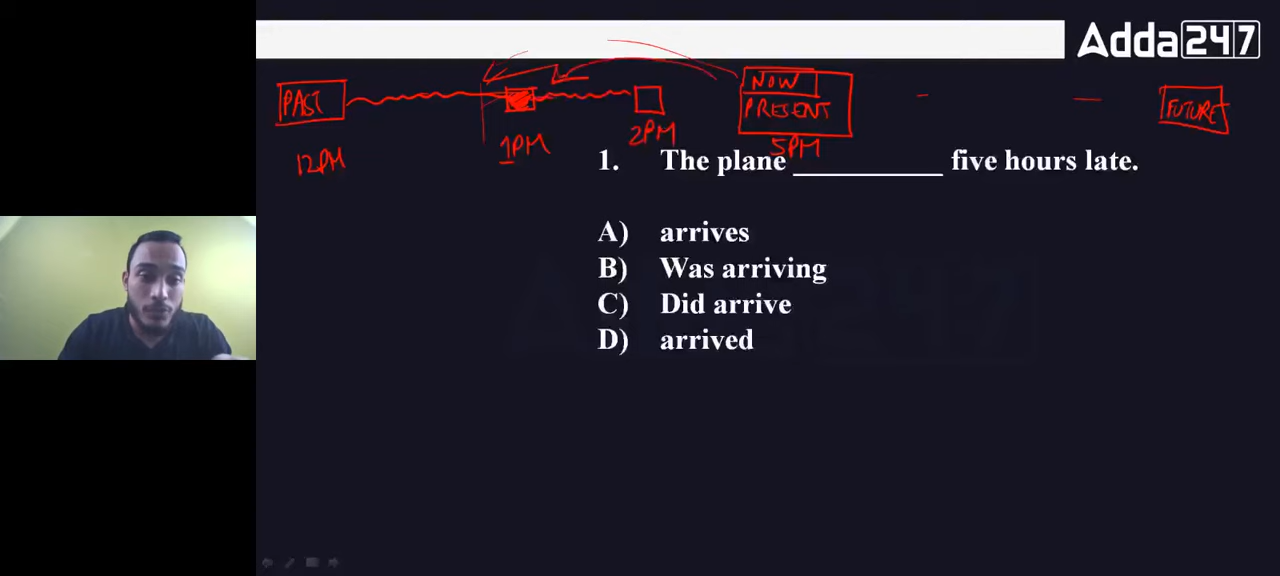 Adda247
NOW
PAST
PRESENT
FUTURE
12PM
1PM
2PM
5PM
1. The plane __________ five hours late.
A) arrives
B) Was arriving
C) Did arrive
D) arrived